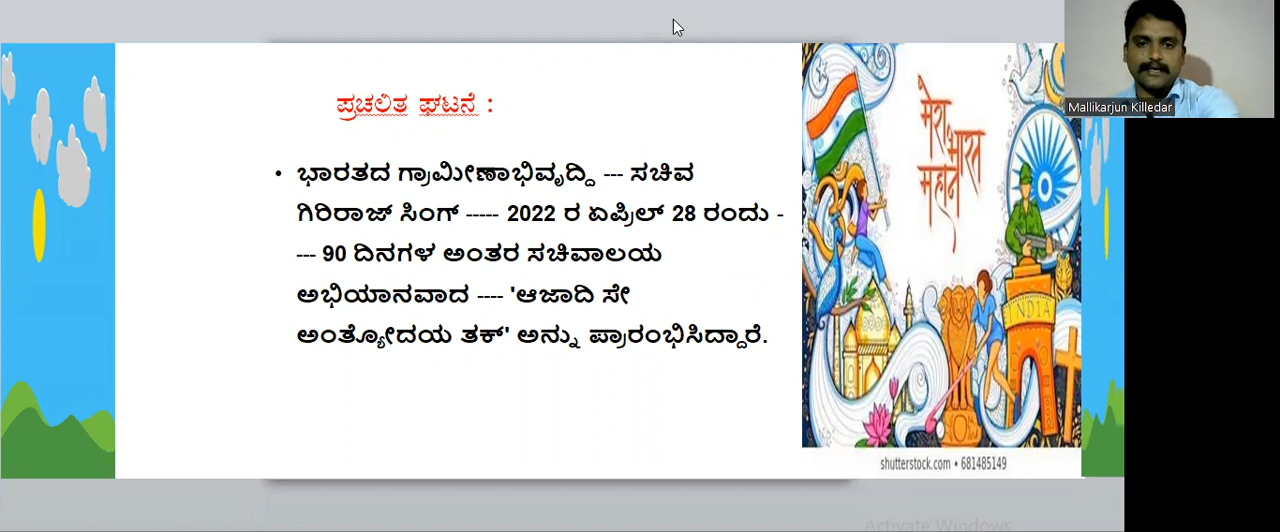 ಪ್ರಚಲಿತ ಘಟನೆ :
• ಭಾರತದ ಗ್ರಾಮೀಣಾಭಿವೃದ್ದಿ --- ಸಚಿವ
ಗಿರಿರಾಜ್ ಸಿಂಗ್ ----- 2022 ರ ಏಪ್ರಿಲ್ 28 ರಂದು -
--- 90 ದಿನಗಳ ಅಂತರ ಸಚಿವಾಲಯ
ಅಭಿಯಾನವಾದ ---- 'ಆಜಾದಿ ಸೇ
ಅಂತ್ಯೋದಯ ತಕ್' ಅನ್ನು ಪ್ರಾರಂಭಿಸಿದ್ದಾರೆ.
मेरा
भारत
महान
INDIA
shutterstock.com • 681485149
Mallikarjun Killedar
Activate Windows